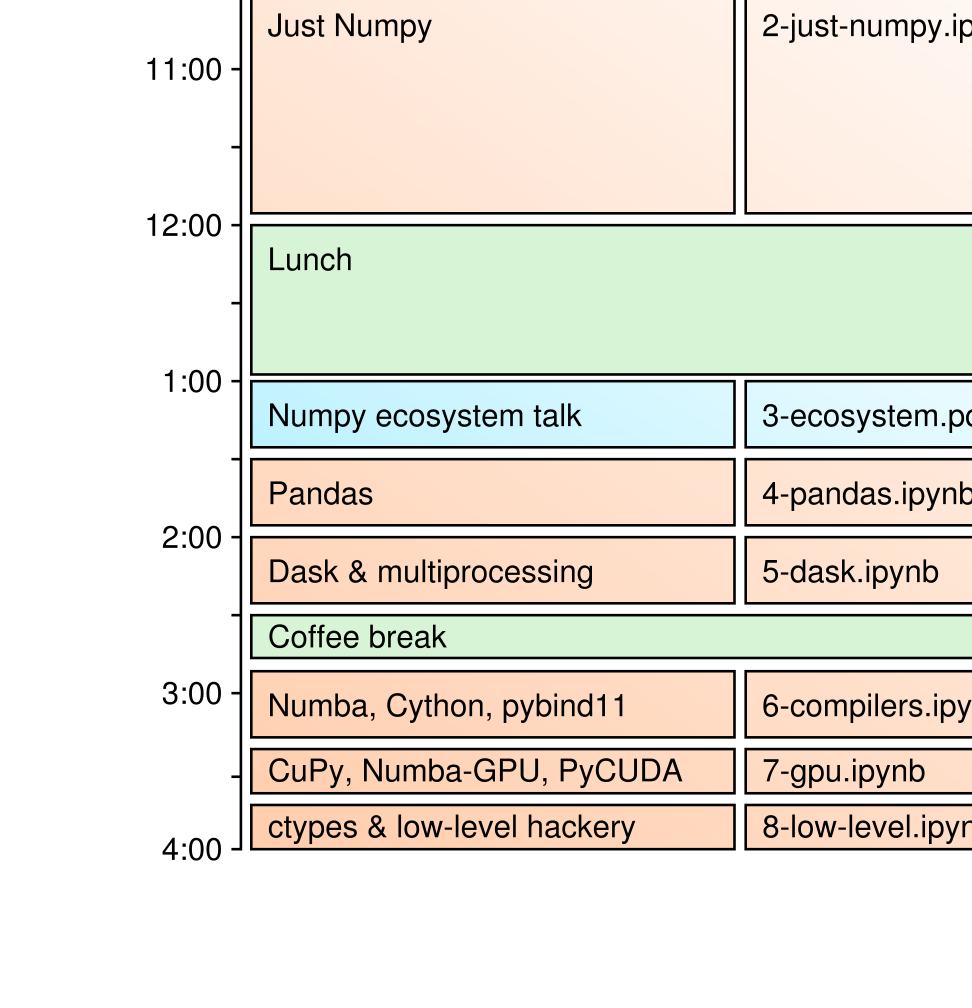 Just Numpy 2-just-numpy.ip
11:00
12:00
Lunch
1:00
Numpy ecosystem talk 3-ecosystem.pd
Pandas 4-pandas.ipynb
2:00
Dask & multiprocessing 5-dask.ipynb
Coffee break
3:00
Numba, Cython, pybind11 6-compilers.ipy
CuPy, Numba-GPU, PyCUDA 7-gpu.ipynb
ctypes & low-level hackery 8-low-level.ipyn
4:00